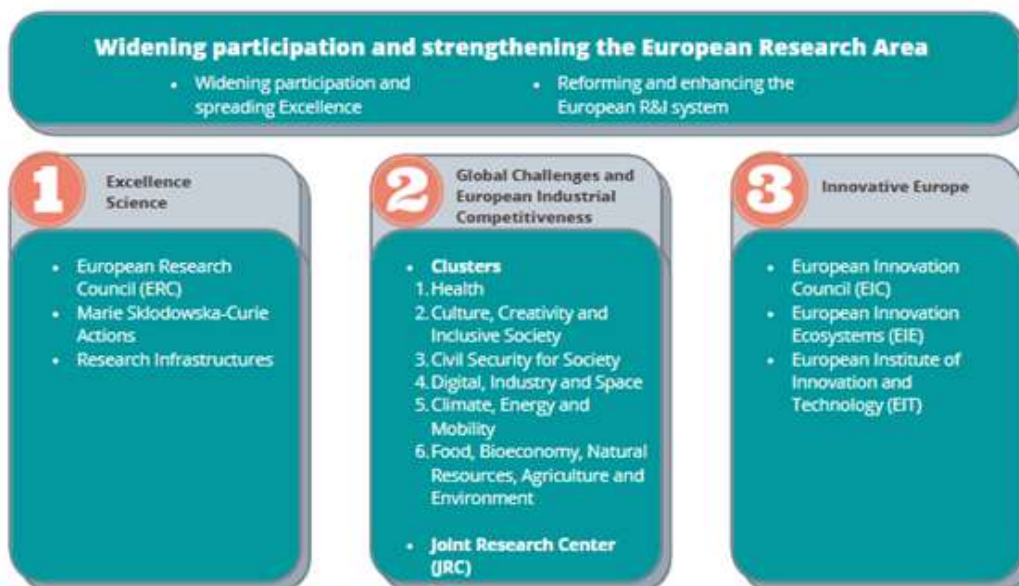 Widening participation and strengthening the European Research Area
• Widening participation and
spreading Excellence
• Reforming and enhancing the
European R&I system
1
Excellence
Science
• European Research
Council (ERC)
• Marie Sklodowska-Curie
Actions
• Research Infrastructures
2
Global Challenges and
European Industrial
Competitiveness
• Clusters
1. Health
2. Culture, Creativity and
Inclusive Society
3. Civil Security for Society
4. Digital, Industry and Space
5. Climate, Energy and
Mobility
6. Food, Bioeconomy, Natural
Resources, Agriculture and
Environment
• Joint Research Center
(JRC)
3
Innovative Europe
• European Innovation
Council (EIC)
• European Innovation
Ecosystems (EIE)
• European Institute of
Innovation and
Technology (EIT)